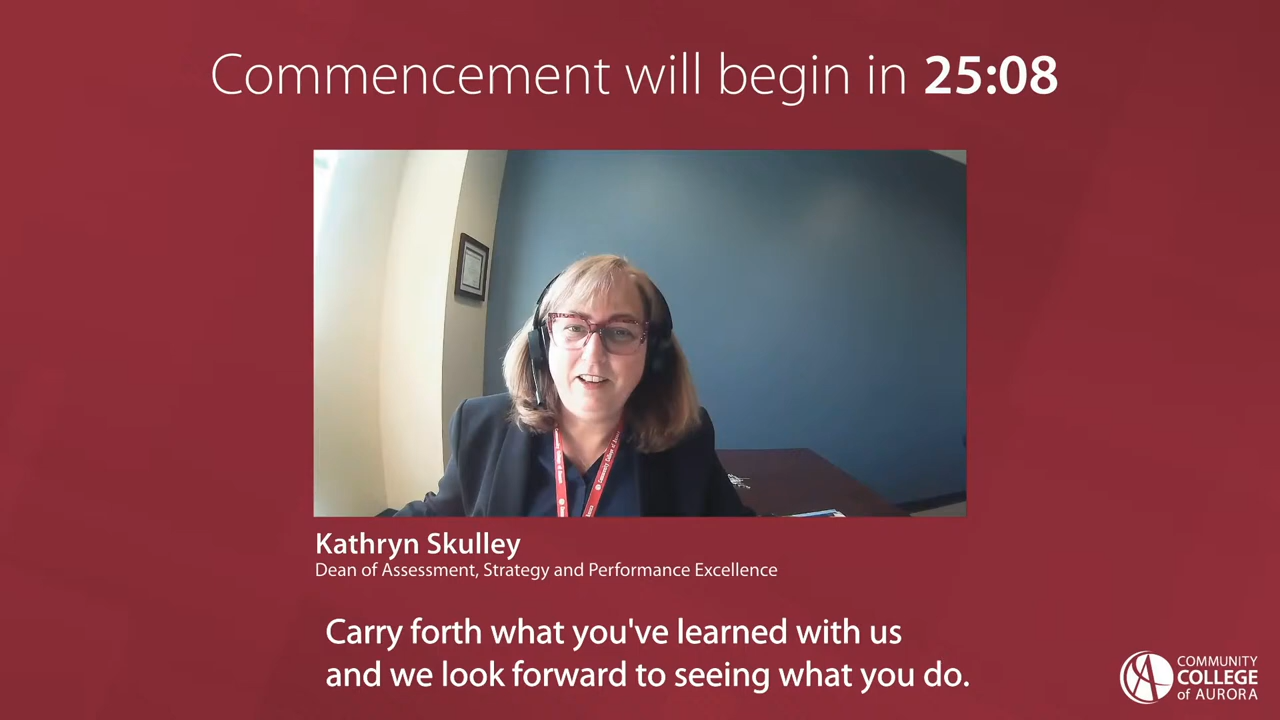 Commencement will begin in 25:08
Kathryn Skulley
Dean of Assessment, Strategy and Performance Excellence
Carry forth what you've learned with us
and we look forward to seeing what you do.
COMMUNITY
COLLEGE
of AURORA